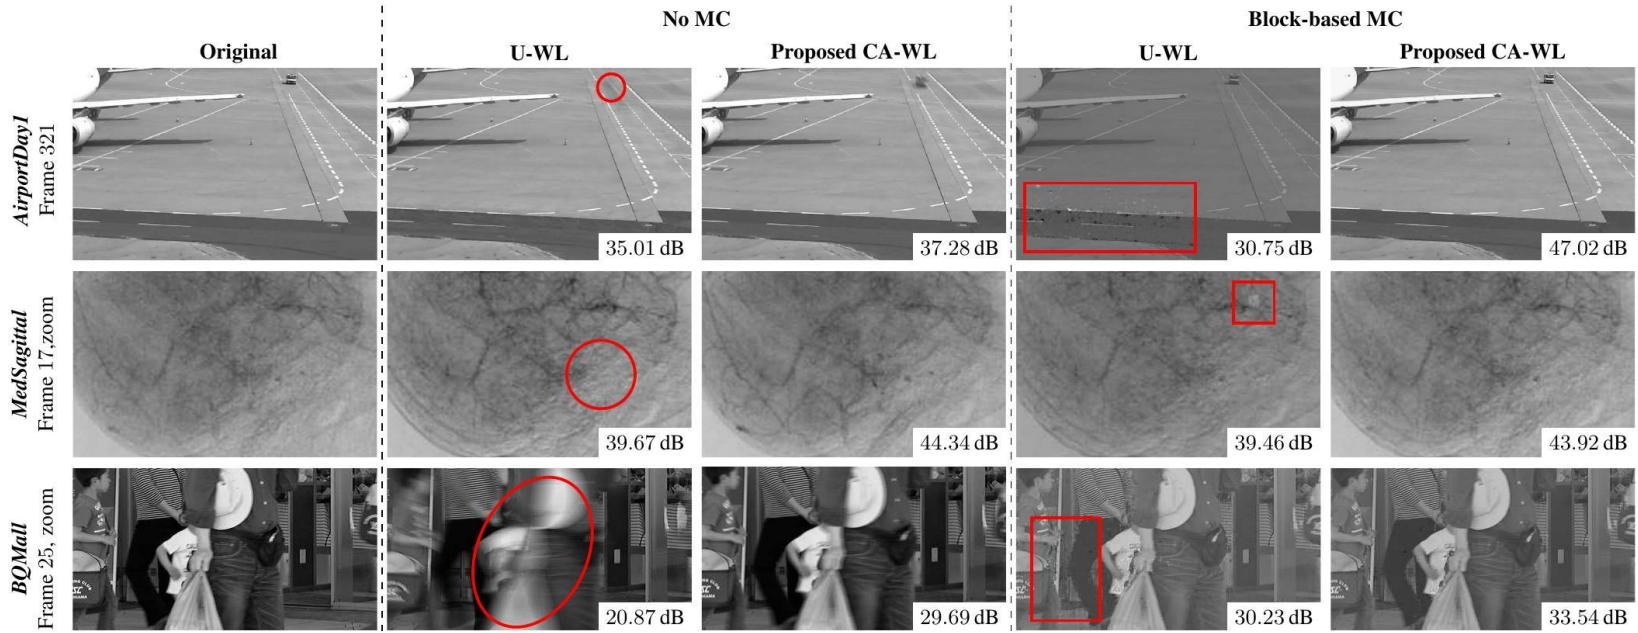 No MC
Block-based MC
Original
U-WL
Proposed CA-WL
U-WL
Proposed CA-WL
AirportDay1
Frame 321
35.01 dB
37.28 dB
30.75 dB
47.02 dB
MedSagittal
Frame 17,zoom
39.67 dB
44.34 dB
39.46 dB
43.92 dB
BQMall
Frame 25, zoom
20.87 dB
29.69 dB
30.23 dB
33.54 dB